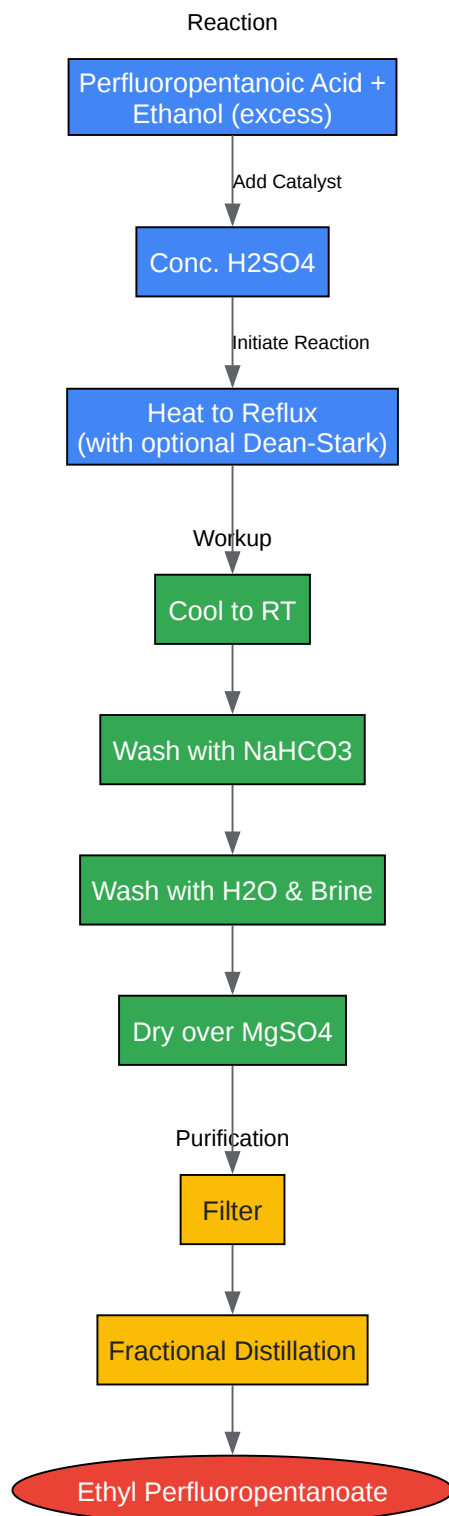 Reaction
Perfluoropentanoic Acid +
Ethanol (excess)
Add Catalyst
Conc. H2SO4
Initiate Reaction
Heat to Reflux
(with optional Dean-Stark)
Workup
Cool to RT
Wash with NaHCO3
Wash with H2O & Brine
Dry over MgSO4
Purification
Filter
Fractional Distillation
Ethyl Perfluoropentanoate